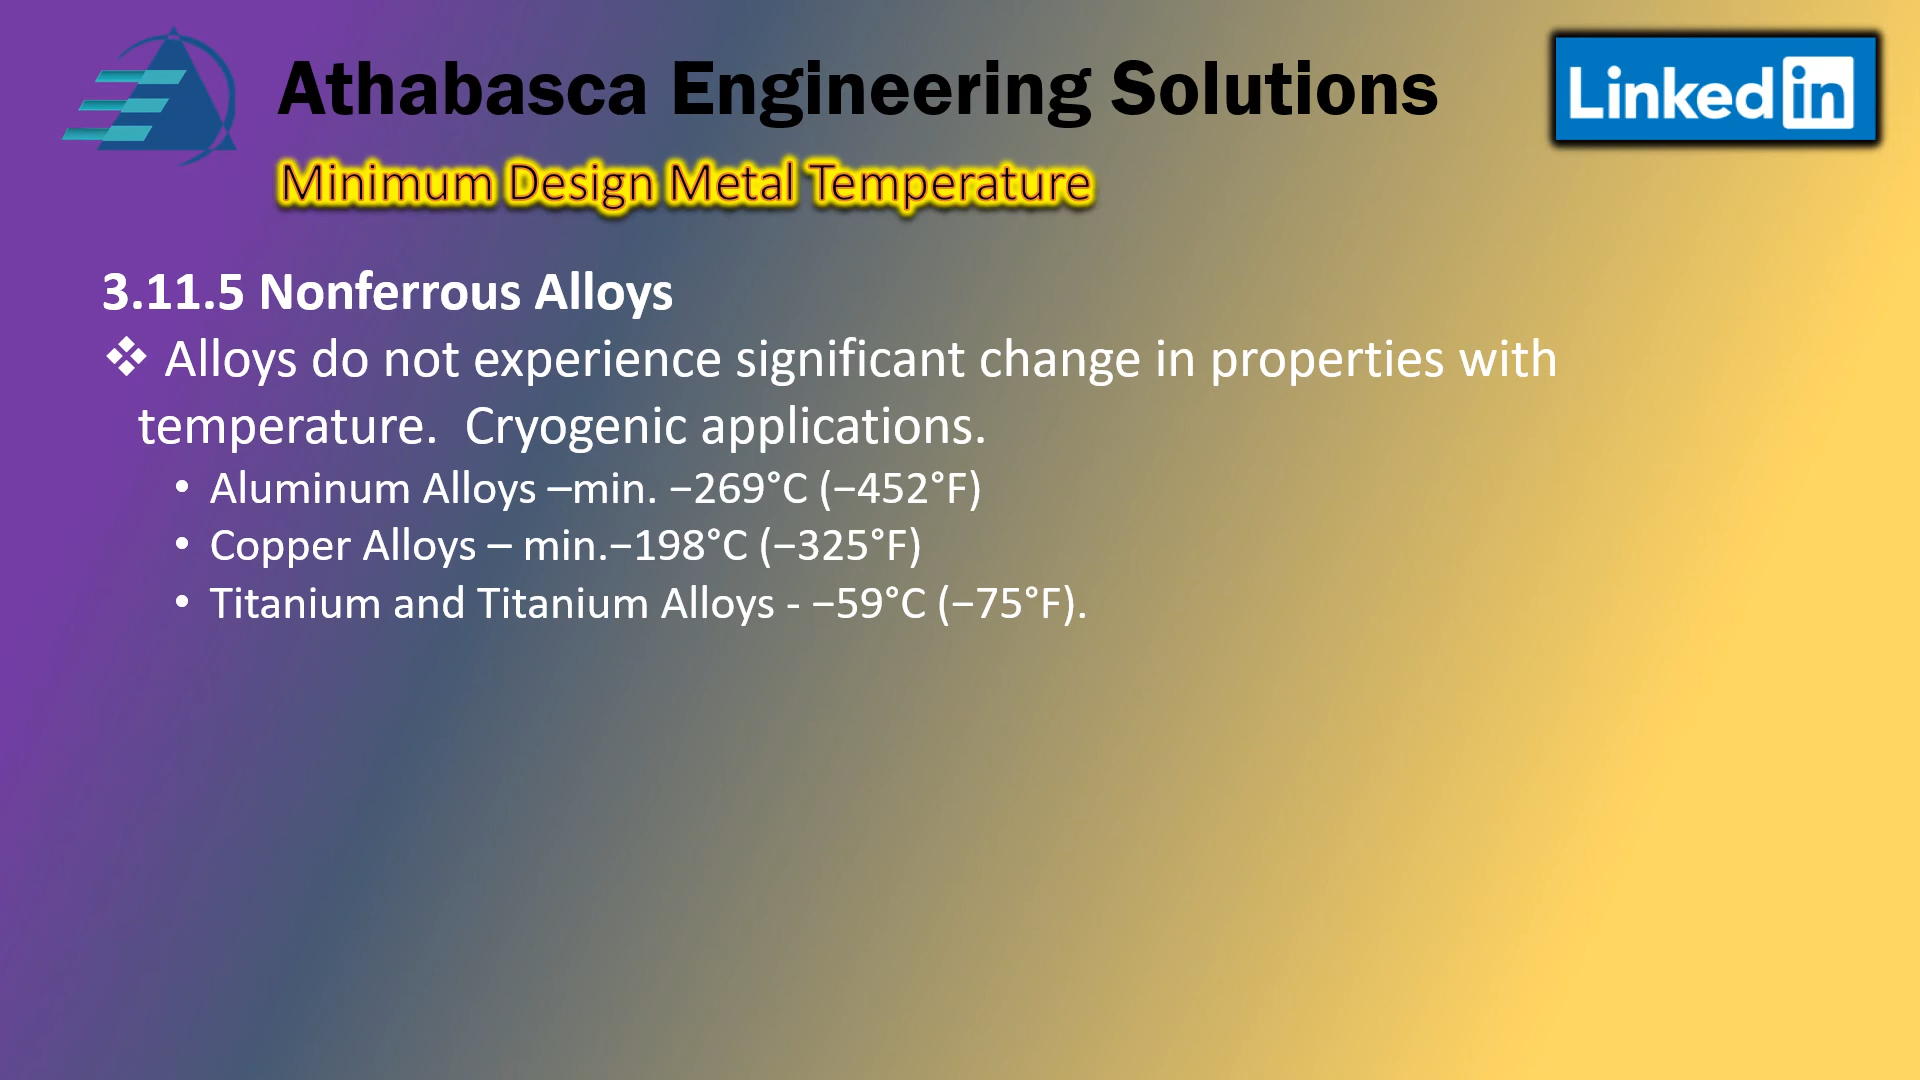 Athabasca Engineering Solutions
Linkedin
Minimum Design Metal Temperature
3.11.5 Nonferrous Alloys
❖ Alloys do not experience significant change in properties with
temperature.  Cryogenic applications.
• Aluminum Alloys –min. −269°C (−452°F)
• Copper Alloys – min.−198°C (−325°F)
• Titanium and Titanium Alloys - −59°C (−75°F).